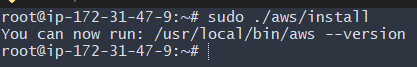 root@ip-172-31-47-9:~# sudo ./aws/install
You can now run: /usr/local/bin/aws --version
root@ip-172-31-47-9:~#